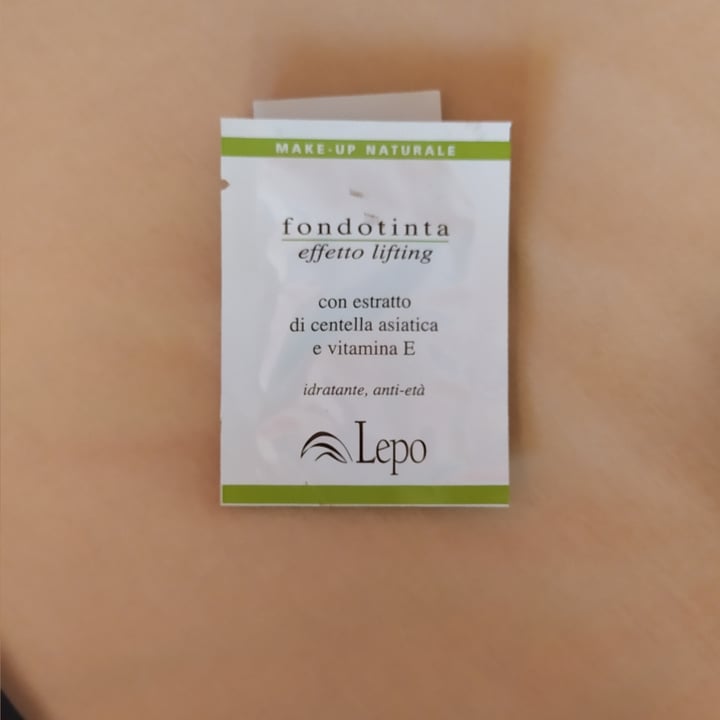 MAKE-UP NATURALE
fondotinta
effetto lifting
con estratto
di centella asiatica
e vitamina E
idratante, anti-età
Lepo